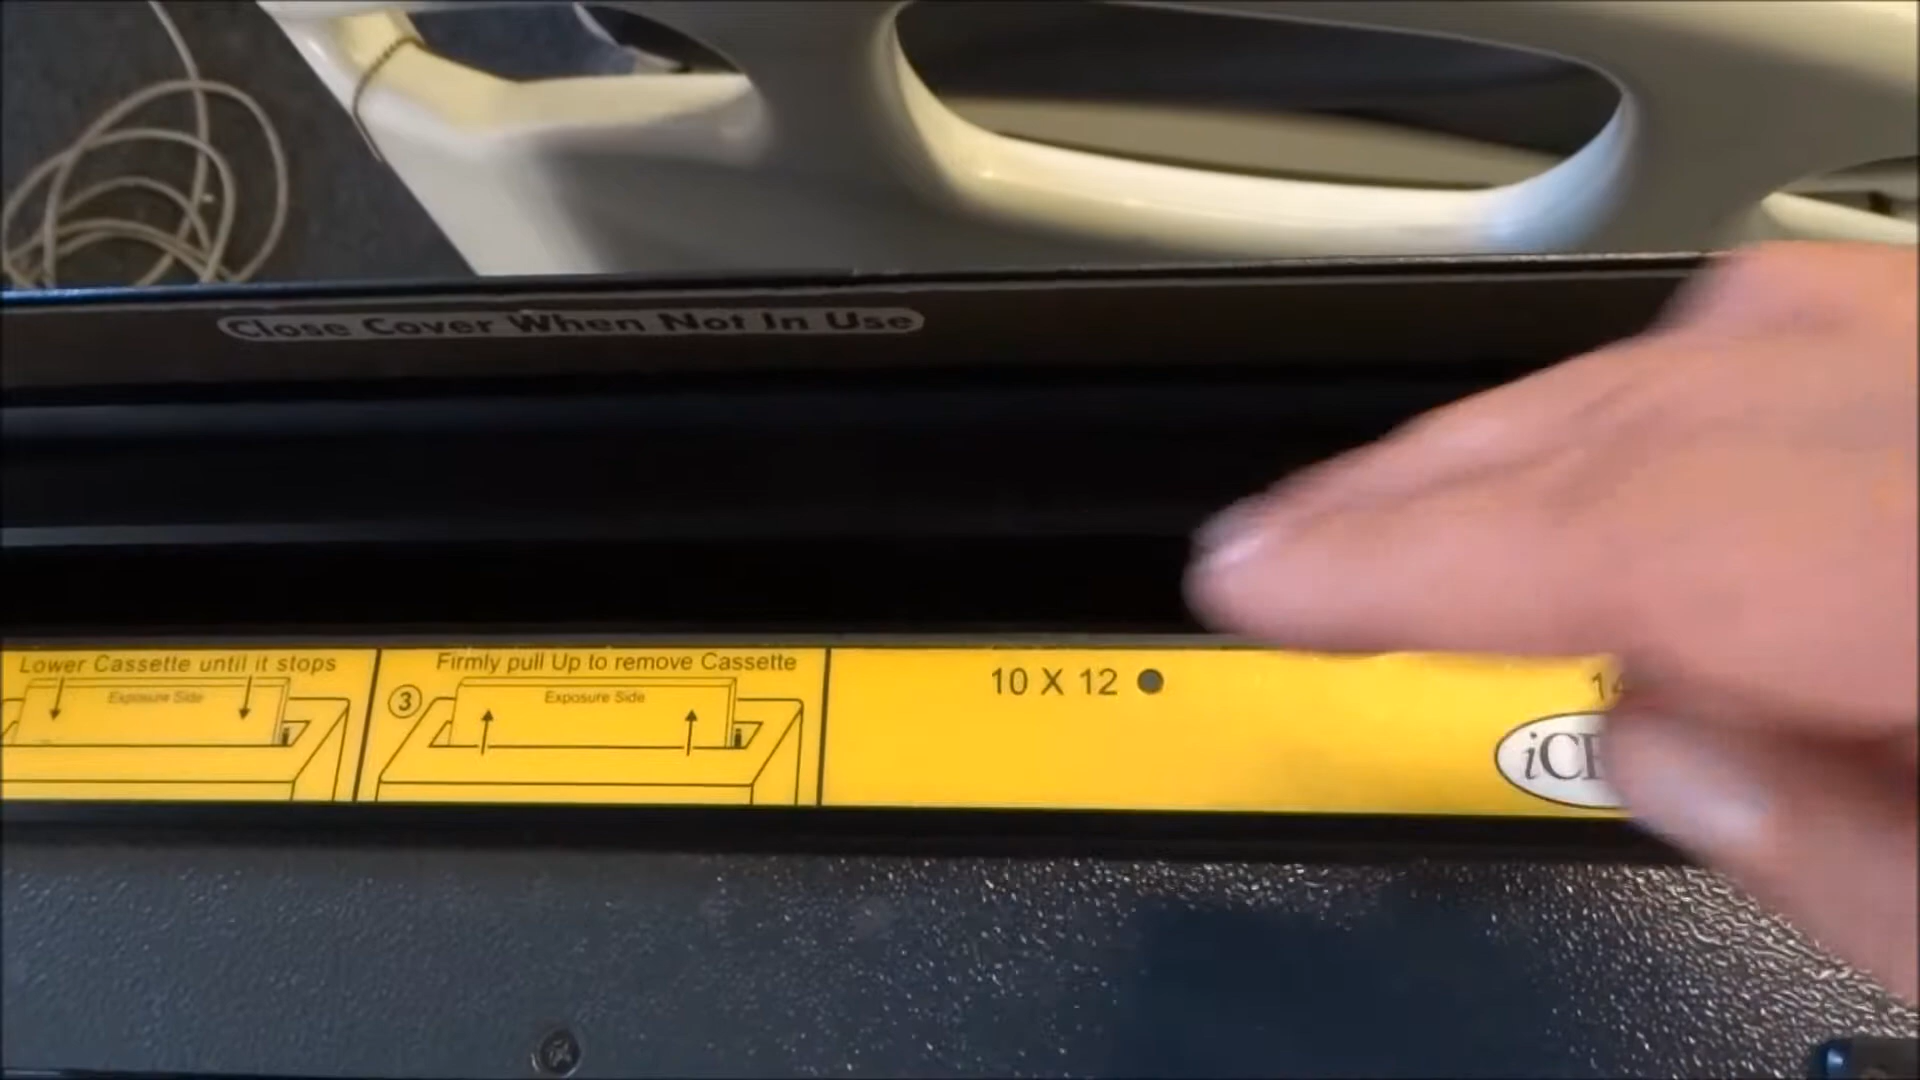 Close Cover When Not In Use
Lower Cassette until it stops
Exposure Side
Firmly pull Up to remove Cassette
3
Exposure Side
10 X 12
14